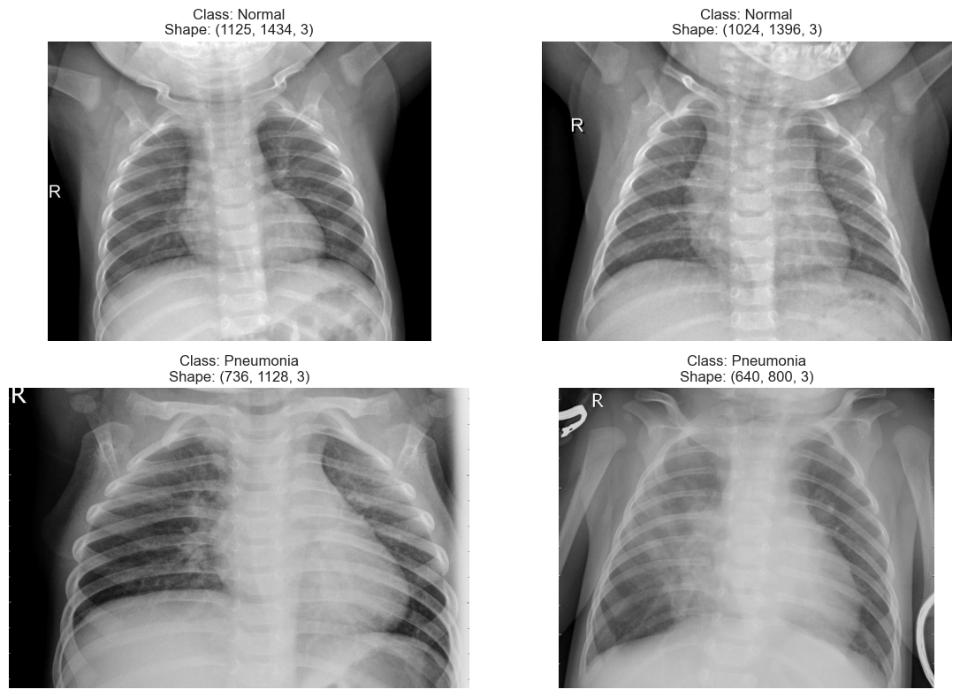 Class: Normal
Shape: (1125, 1434, 3)
R
Class: Normal
Shape: (1024, 1396, 3)
R
Class: Pneumonia
Shape: (736, 1128, 3)
R
Class: Pneumonia
Shape: (640, 800, 3)
R